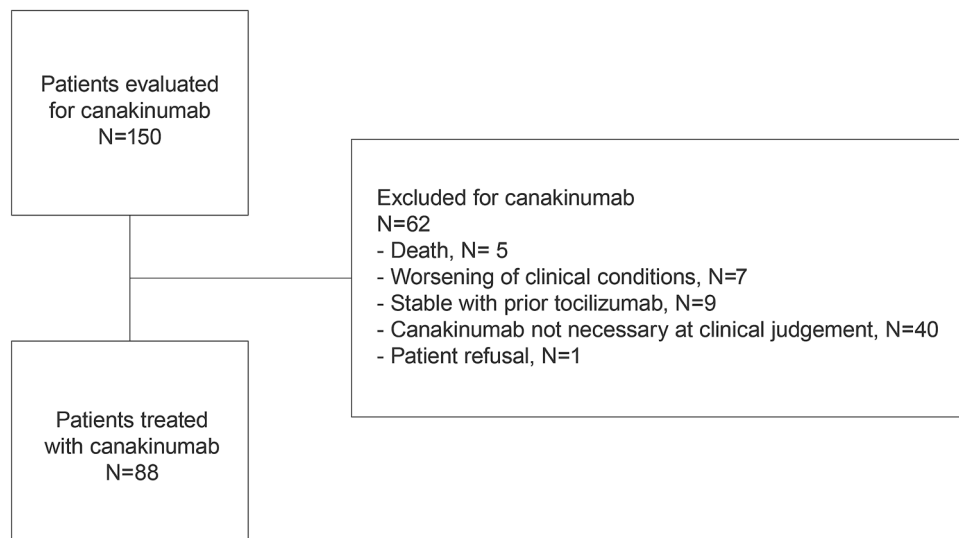 Patients evaluated
for canakinumab
N=150
Excluded for canakinumab
N=62
- Death, N= 5
- Worsening of clinical conditions, N=7
- Stable with prior tocilizumab, N=9
- Canakinumab not necessary at clinical judgement, N=40
- Patient refusal, N=1
Patients treated
with canakinumab
N=88